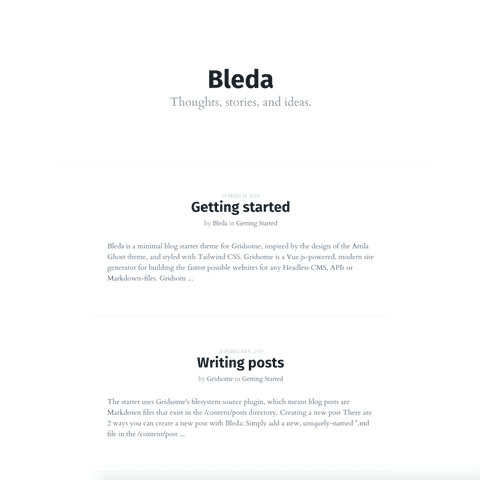 Bleda
Thoughts, stories, and ideas.
Getting started
by Bleda in Getting Started
Bleda is a minimal blog starter theme for Gridsome, inspired by the design of the Attila
Ghost theme, and styled with Tailwind CSS. Gridsome is a Vue.js-powered, modern site
generator for building the fastest possible websites for any Headless CMS, APIs or
Markdown-files. Gridsom ...
Writing posts
by Gridsome in Getting Started
The starter uses Gridsome's filesystem source plugin, which means blog posts are
Markdown files that exist in the /content/posts directory. Creating a new post There are
2 ways you can create a new post with Bleda; Simply add a new, uniquely-named *.md
file in the /content/post ...